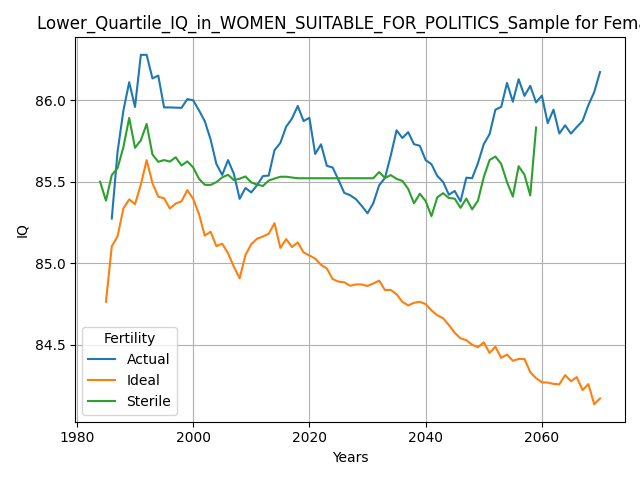 Lower_Quartile_IQ_in_WOMEN_SUITABLE_FOR_POLITICS_Sample for Fema
IQ
86.0
85.5
85.0
84.5
Fertility
Actual
Ideal
Sterile
1980 2000 2020 2040 2060
Years